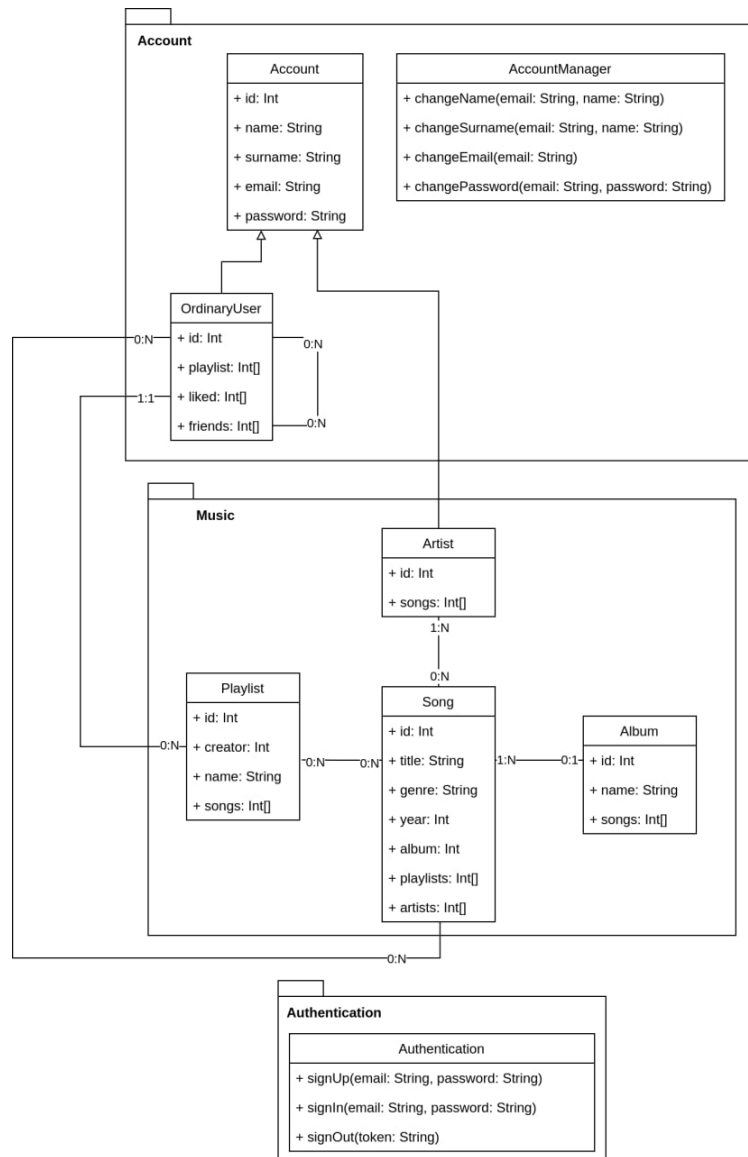 Account
Account
+ id: Int
+ name: String
+ surname: String
+ email: String
+ password: String
AccountManager
+ changeName(email: String, name: String)
+ changeSurname(email: String, name: String)
+ changeEmail(email: String)
+ changePassword(email: String, password: String)
OrdinaryUser
+ id: Int
+ playlist: Int[]
+ liked: Int[]
+ friends: Int[]
0:N
1:1
0:N
0:N
Music
Artist
+ id: Int
+ songs: Int[]
1:N
0:N
Playlist
+ id: Int
+ creator: Int
+ name: String
+ songs: Int[]
0:N
0:N
0:N
Song
+ id: Int
+ title: String
+ genre: String
+ year: Int
+ album: Int
+ playlists: Int[]
+ artists: Int[]
1:N
0:1
Album
+ id: Int
+ name: String
+ songs: Int[]
0:N
Authentication
Authentication
+ signUp(email: String, password: String)
+ signIn(email: String, password: String)
+ signOut(token: String)